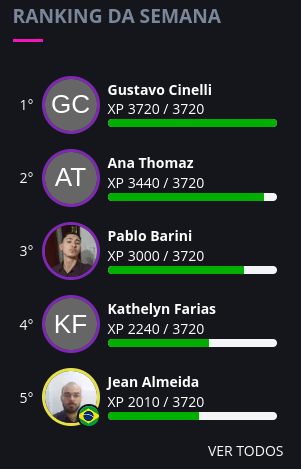 RANKING DA SEMANA
1°
GC
Gustavo Cinelli
XP 3720 / 3720
2°
AT
Ana Thomaz
XP 3440 / 3720
3°
Pablo Barini
XP 3000 / 3720
4°
KF
Kathelyn Farias
XP 2240 / 3720
5°
Jean Almeida
XP 2010 / 3720
VER TODOS